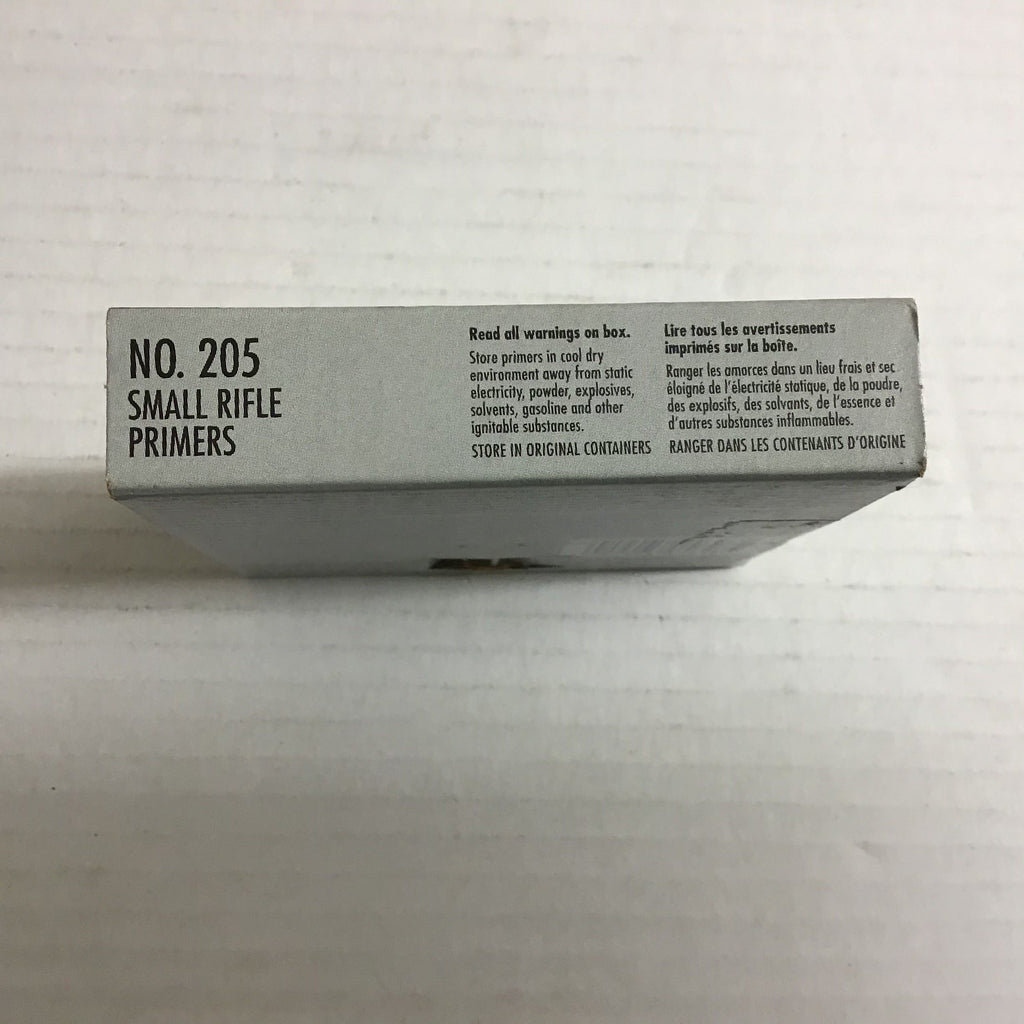 NO. 205
SMALL RIFLE
PRIMERS
Read all warnings on box.
Store primers in cool dry
environment away from static
electricity, powder, explosives,
solvents, gasoline and other
ignitable substances.
STORE IN ORIGINAL CONTAINERS
Lire tous les avertissements
imprimés sur la boîte.
Ranger les amorces dans un lieu frais et sec
éloigné de l'électricité statique, de la poudre,
des explosifs, des solvants, de l'essence et
d'autres substances inflammables.
RANGER DANS LES CONTENANTS D'ORIGINE